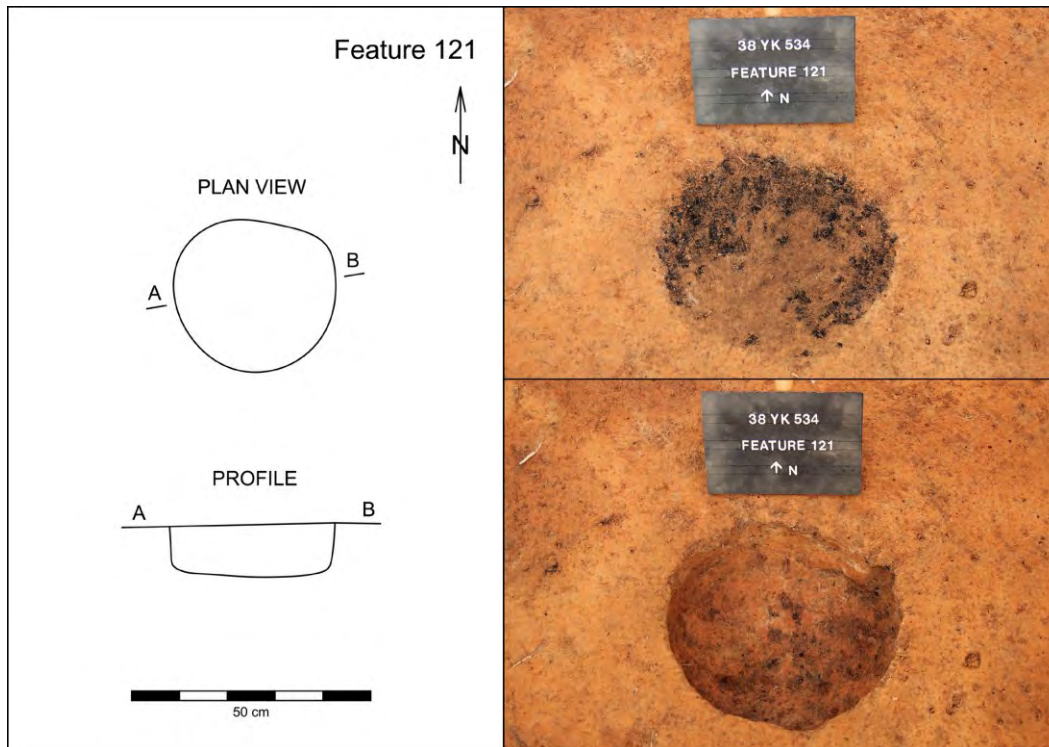 Feature 121
N
PLAN VIEW
A
B
PROFILE
A
B
50 cm
38 YK 534
FEATURE 121
↑ N
38 YK 534
FEATURE 121
↑ N